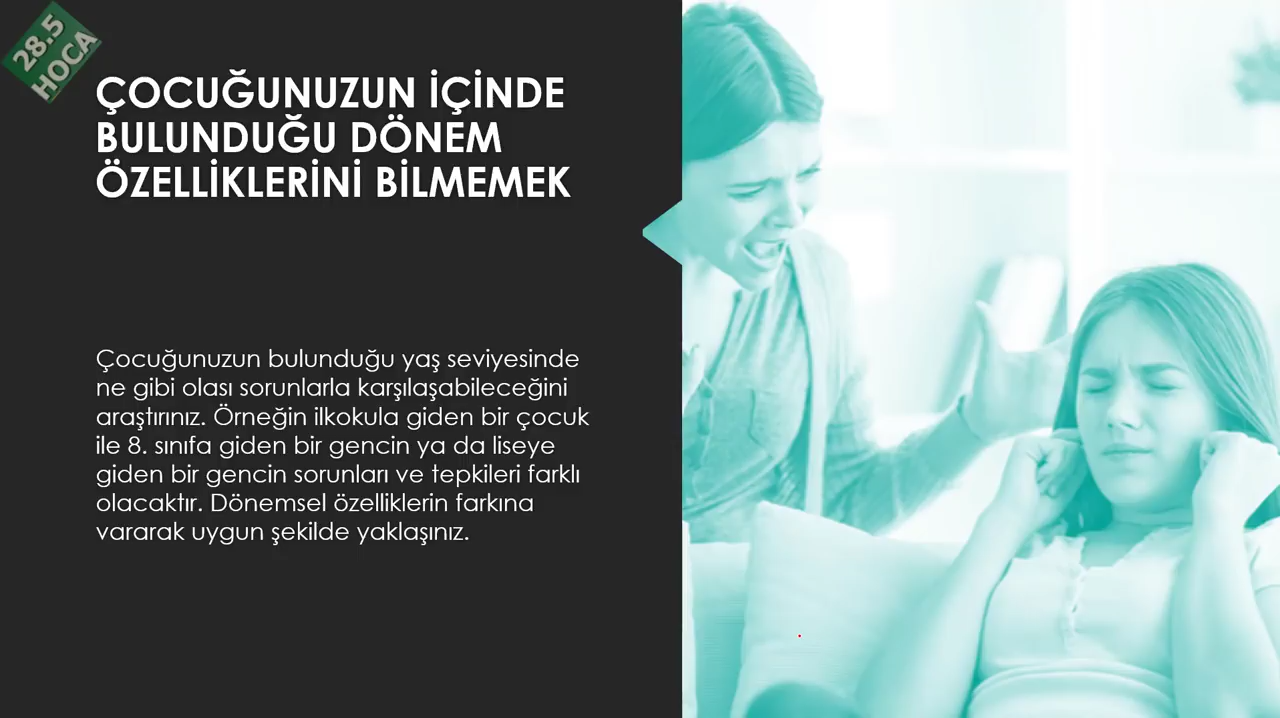 28.5
HOCA
ÇOCUĞUNUZUN İÇİNDE
BULUNDUĞU DÖNEM
ÖZELLİKLERİNİ BİLMEMEK
Çocuğunuzun bulunduğu yaş seviyesinde
ne gibi olası sorunlarla karşılaşabileceğini
araştırınız. Örneğin ilkokula giden bir çocuk
ile 8. sınıfa giden bir gencin ya da liseye
giden bir gencin sorunları ve tepkileri farklı
olacaktır. Dönemsel özelliklerin farkına
vararak uygun şekilde yaklaşınız.